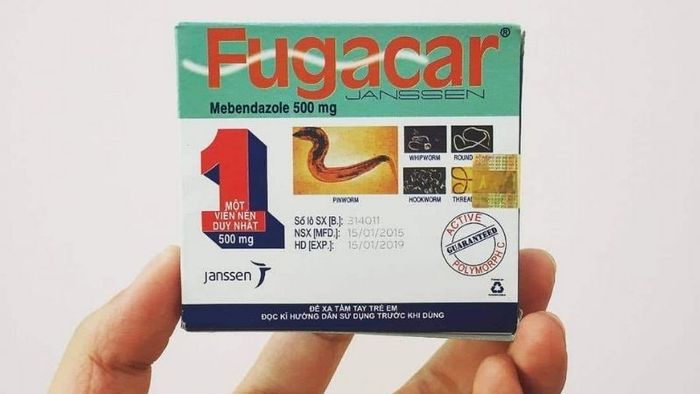 Fugacar®
JANSSEN
Mebendazole 500 mg
1
MỘT
VIÊN NÉN
DUY NHẤT
500 mg
PINWORM
WHIPWORM
ROUND
HOOKWORM
THREA
Số lô SX [B.]: 314011
NSX [MFD.]: 15/01/2015
HD [EXP.]: 15/01/2019
ACTIVE
GUARANTEED
POLYMORPH C
janssen
ĐỂ XA TẦM TAY TRẺ EM
ĐỌC KĨ HƯỚNG DẪN SỬ DỤNG TRƯỚC KHI DÙNG